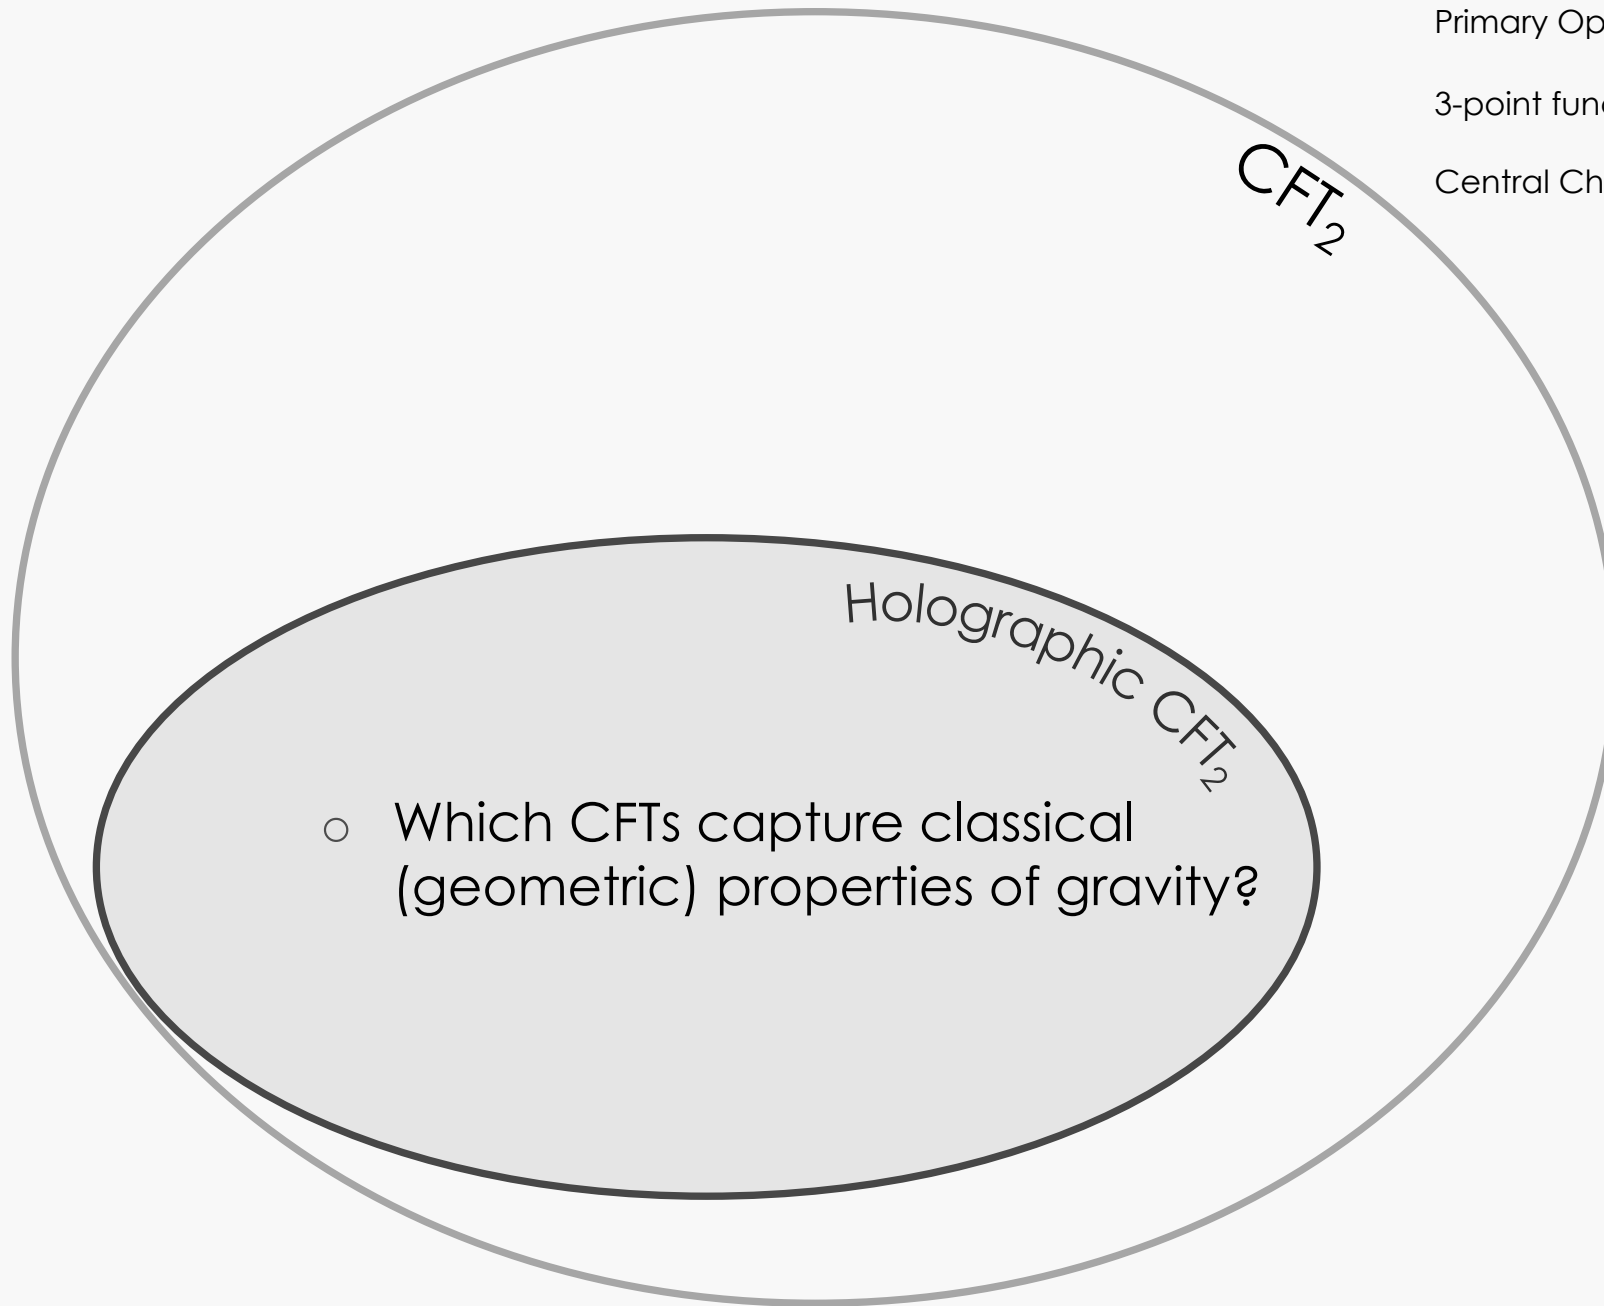 Primary Op
3-point fun
Central Ch
CFT₂
Holographic CFT₂
○ Which CFTs capture classical
(geometric) properties of gravity?